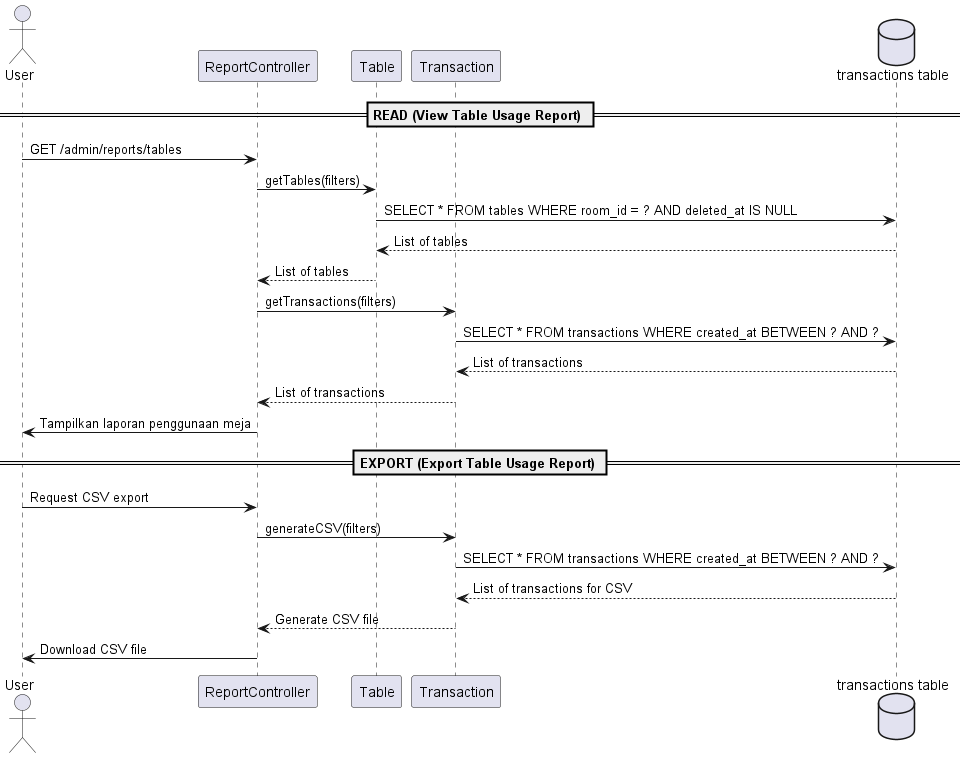 User
ReportController
Table
Transaction
transactions table
READ (View Table Usage Report)
GET /admin/reports/tables
getTables(filters)
SELECT * FROM tables WHERE room_id = ? AND deleted_at IS NULL
List of tables
List of tables
getTransactions(filters)
SELECT * FROM transactions WHERE created_at BETWEEN ? AND ?
List of transactions
List of transactions
Tampilkan laporan penggunaan meja
EXPORT (Export Table Usage Report)
Request CSV export
generateCSV(filters)
SELECT * FROM transactions WHERE created_at BETWEEN ? AND ?
List of transactions for CSV
Generate CSV file
Download CSV file
User
ReportController
Table
Transaction
transactions table